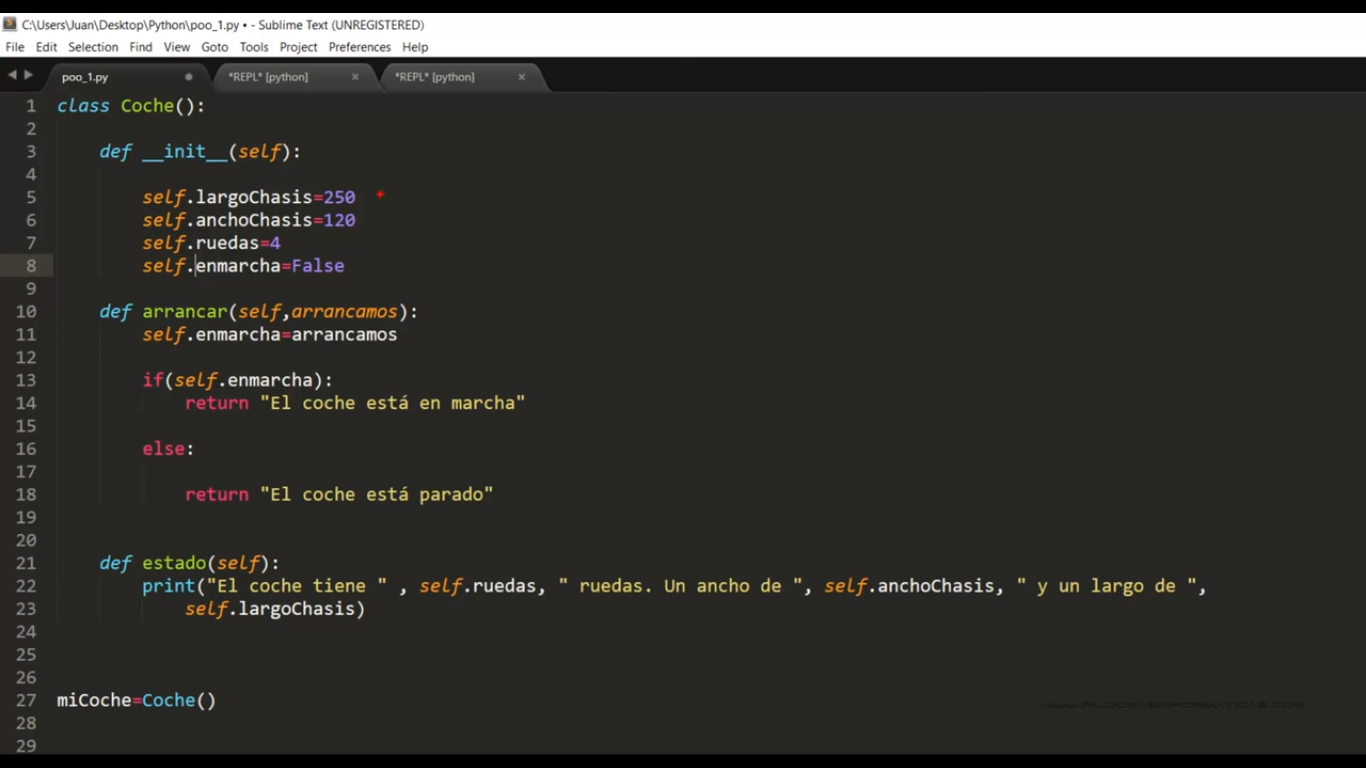 C:\Users\Juan\Desktop\Python\poo_1.py • - Sublime Text (UNREGISTERED)
File Edit Selection Find View Goto Tools Project Preferences Help
poo_1.py *REPL* [python] × *REPL* [python] ×
1 class Coche():
2
3 def __init__(self):
4
5 self.largoChasis=250
6 self.anchoChasis=120
7 self.ruedas=4
8 self.enmarcha=False
9
10 def arrancar(self,arrancamos):
11 self.enmarcha=arrancamos
12
13 if(self.enmarcha):
14 return "El coche está en marcha"
15
16 else:
17
18 return "El coche está parado"
19
20
21 def estado(self):
22 print("El coche tiene " , self.ruedas, " ruedas. Un ancho de ", self.anchoChasis, " y un largo de ",
23 self.largoChasis)
24
25
26
27 miCoche=Coche()
www.pildorasinformaticas.com
28
29